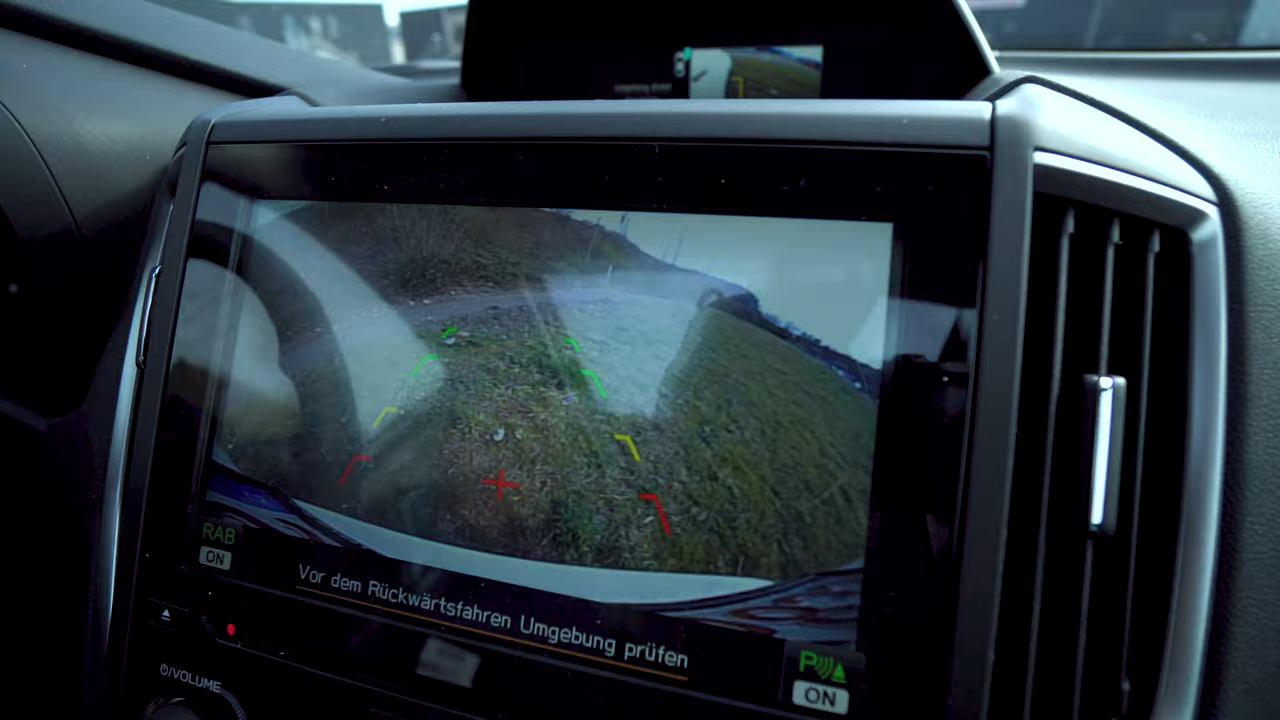 RAB
ON
Vor dem Rückwärtsfahren Umgebung prüfen
P
ON
/VOLUME